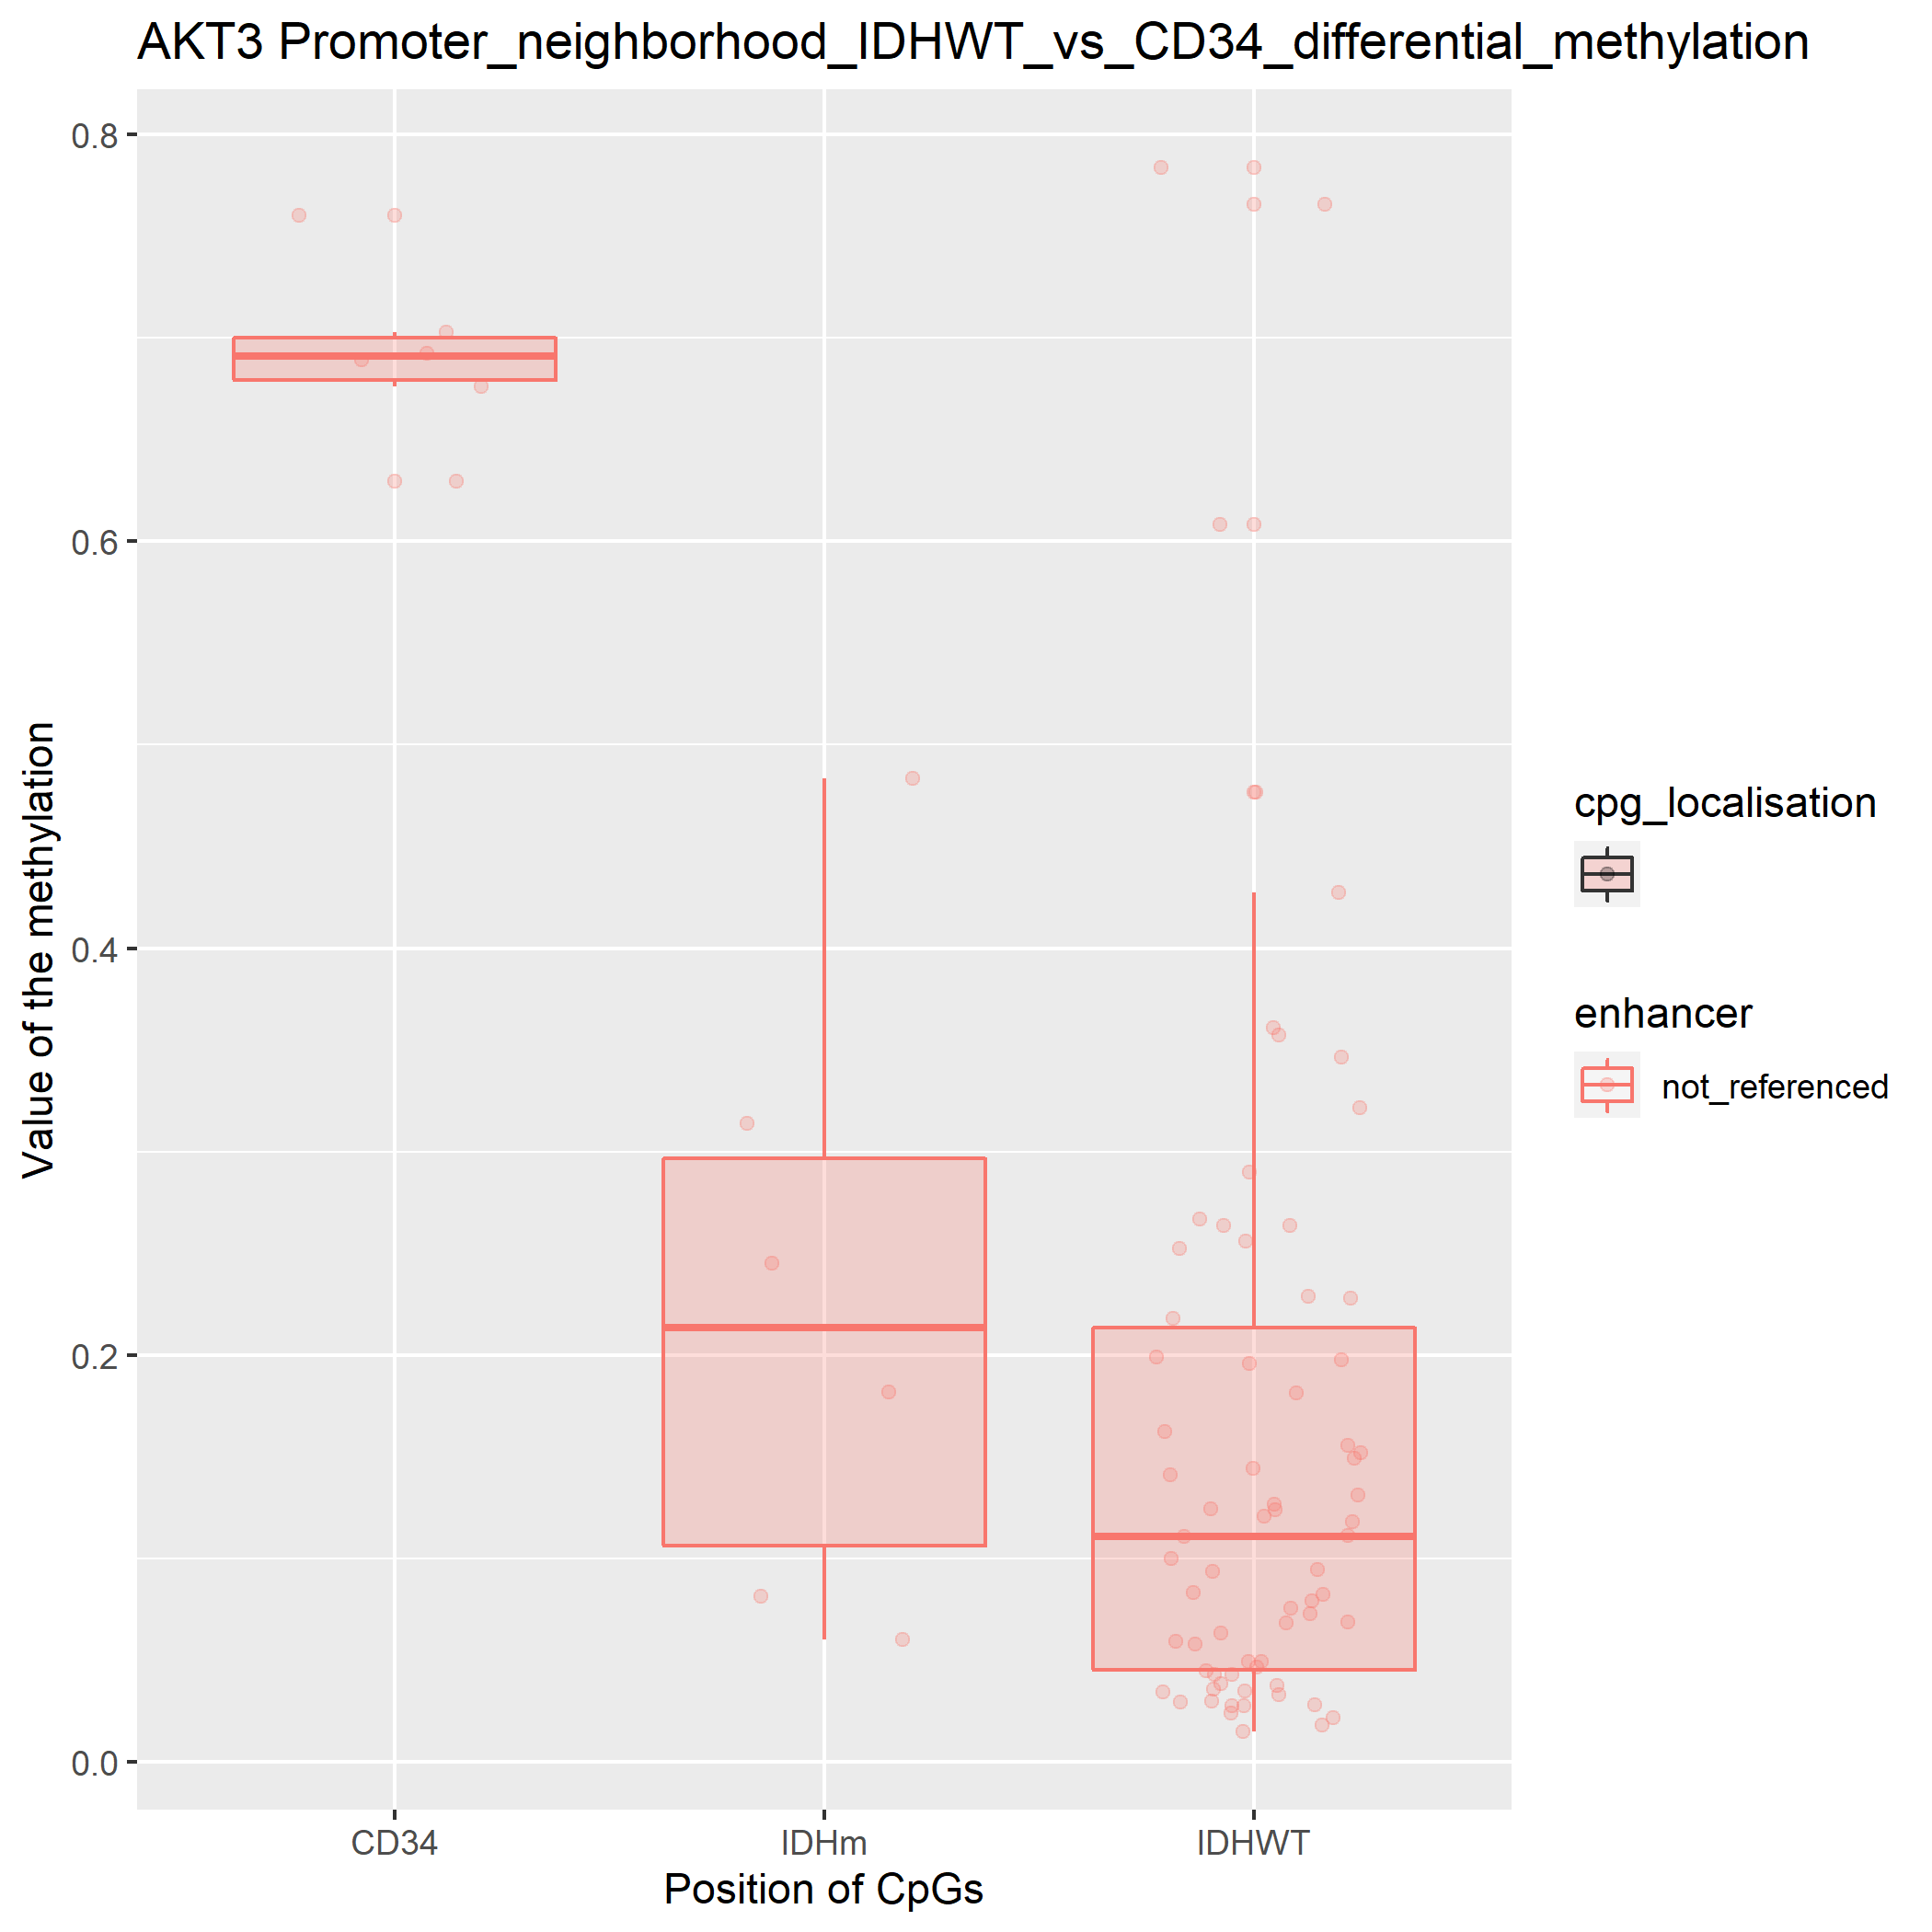 AKT3 Promoter_neighborhood_IDHWT_vs_CD34_differential_methylation
Value of the methylation
0.8
0.6
0.4
0.2
0.0
CD34
IDHm
IDHWT
Position of CpGs
cpg_localisation
enhancer
not_referenced